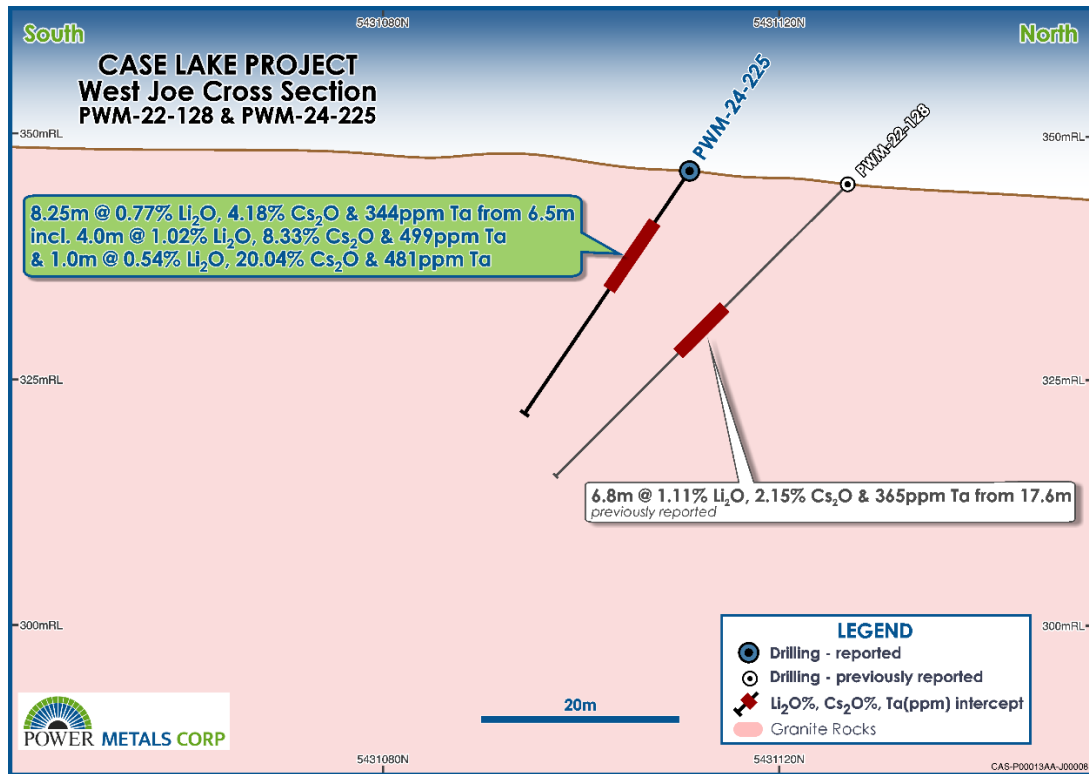 5431080N
5431120N
South
North
CASE LAKE PROJECT
West Joe Cross Section
PWM-22-128 & PWM-24-225
PWM-24-225
PWM-22-128
350mRL
350mRL
8.25m @ 0.77% Li₂O, 4.18% Cs₂O & 344ppm Ta from 6.5m
incl. 4.0m @ 1.02% Li₂O, 8.33% Cs₂O & 499ppm Ta
& 1.0m @ 0.54% Li₂O, 20.04% Cs₂O & 481ppm Ta
325mRL
325mRL
6.8m @ 1.11% Li₂O, 2.15% Cs₂O & 365ppm Ta from 17.6m
previously reported
300mRL
300mRL
LEGEND
Drilling - reported
Drilling - previously reported
Li₂O%, Cs₂O%, Ta(ppm) intercept
Granite Rocks
20m
POWER METALS CORP
5431080N
5431120N
CAS-P00013AA-J00006